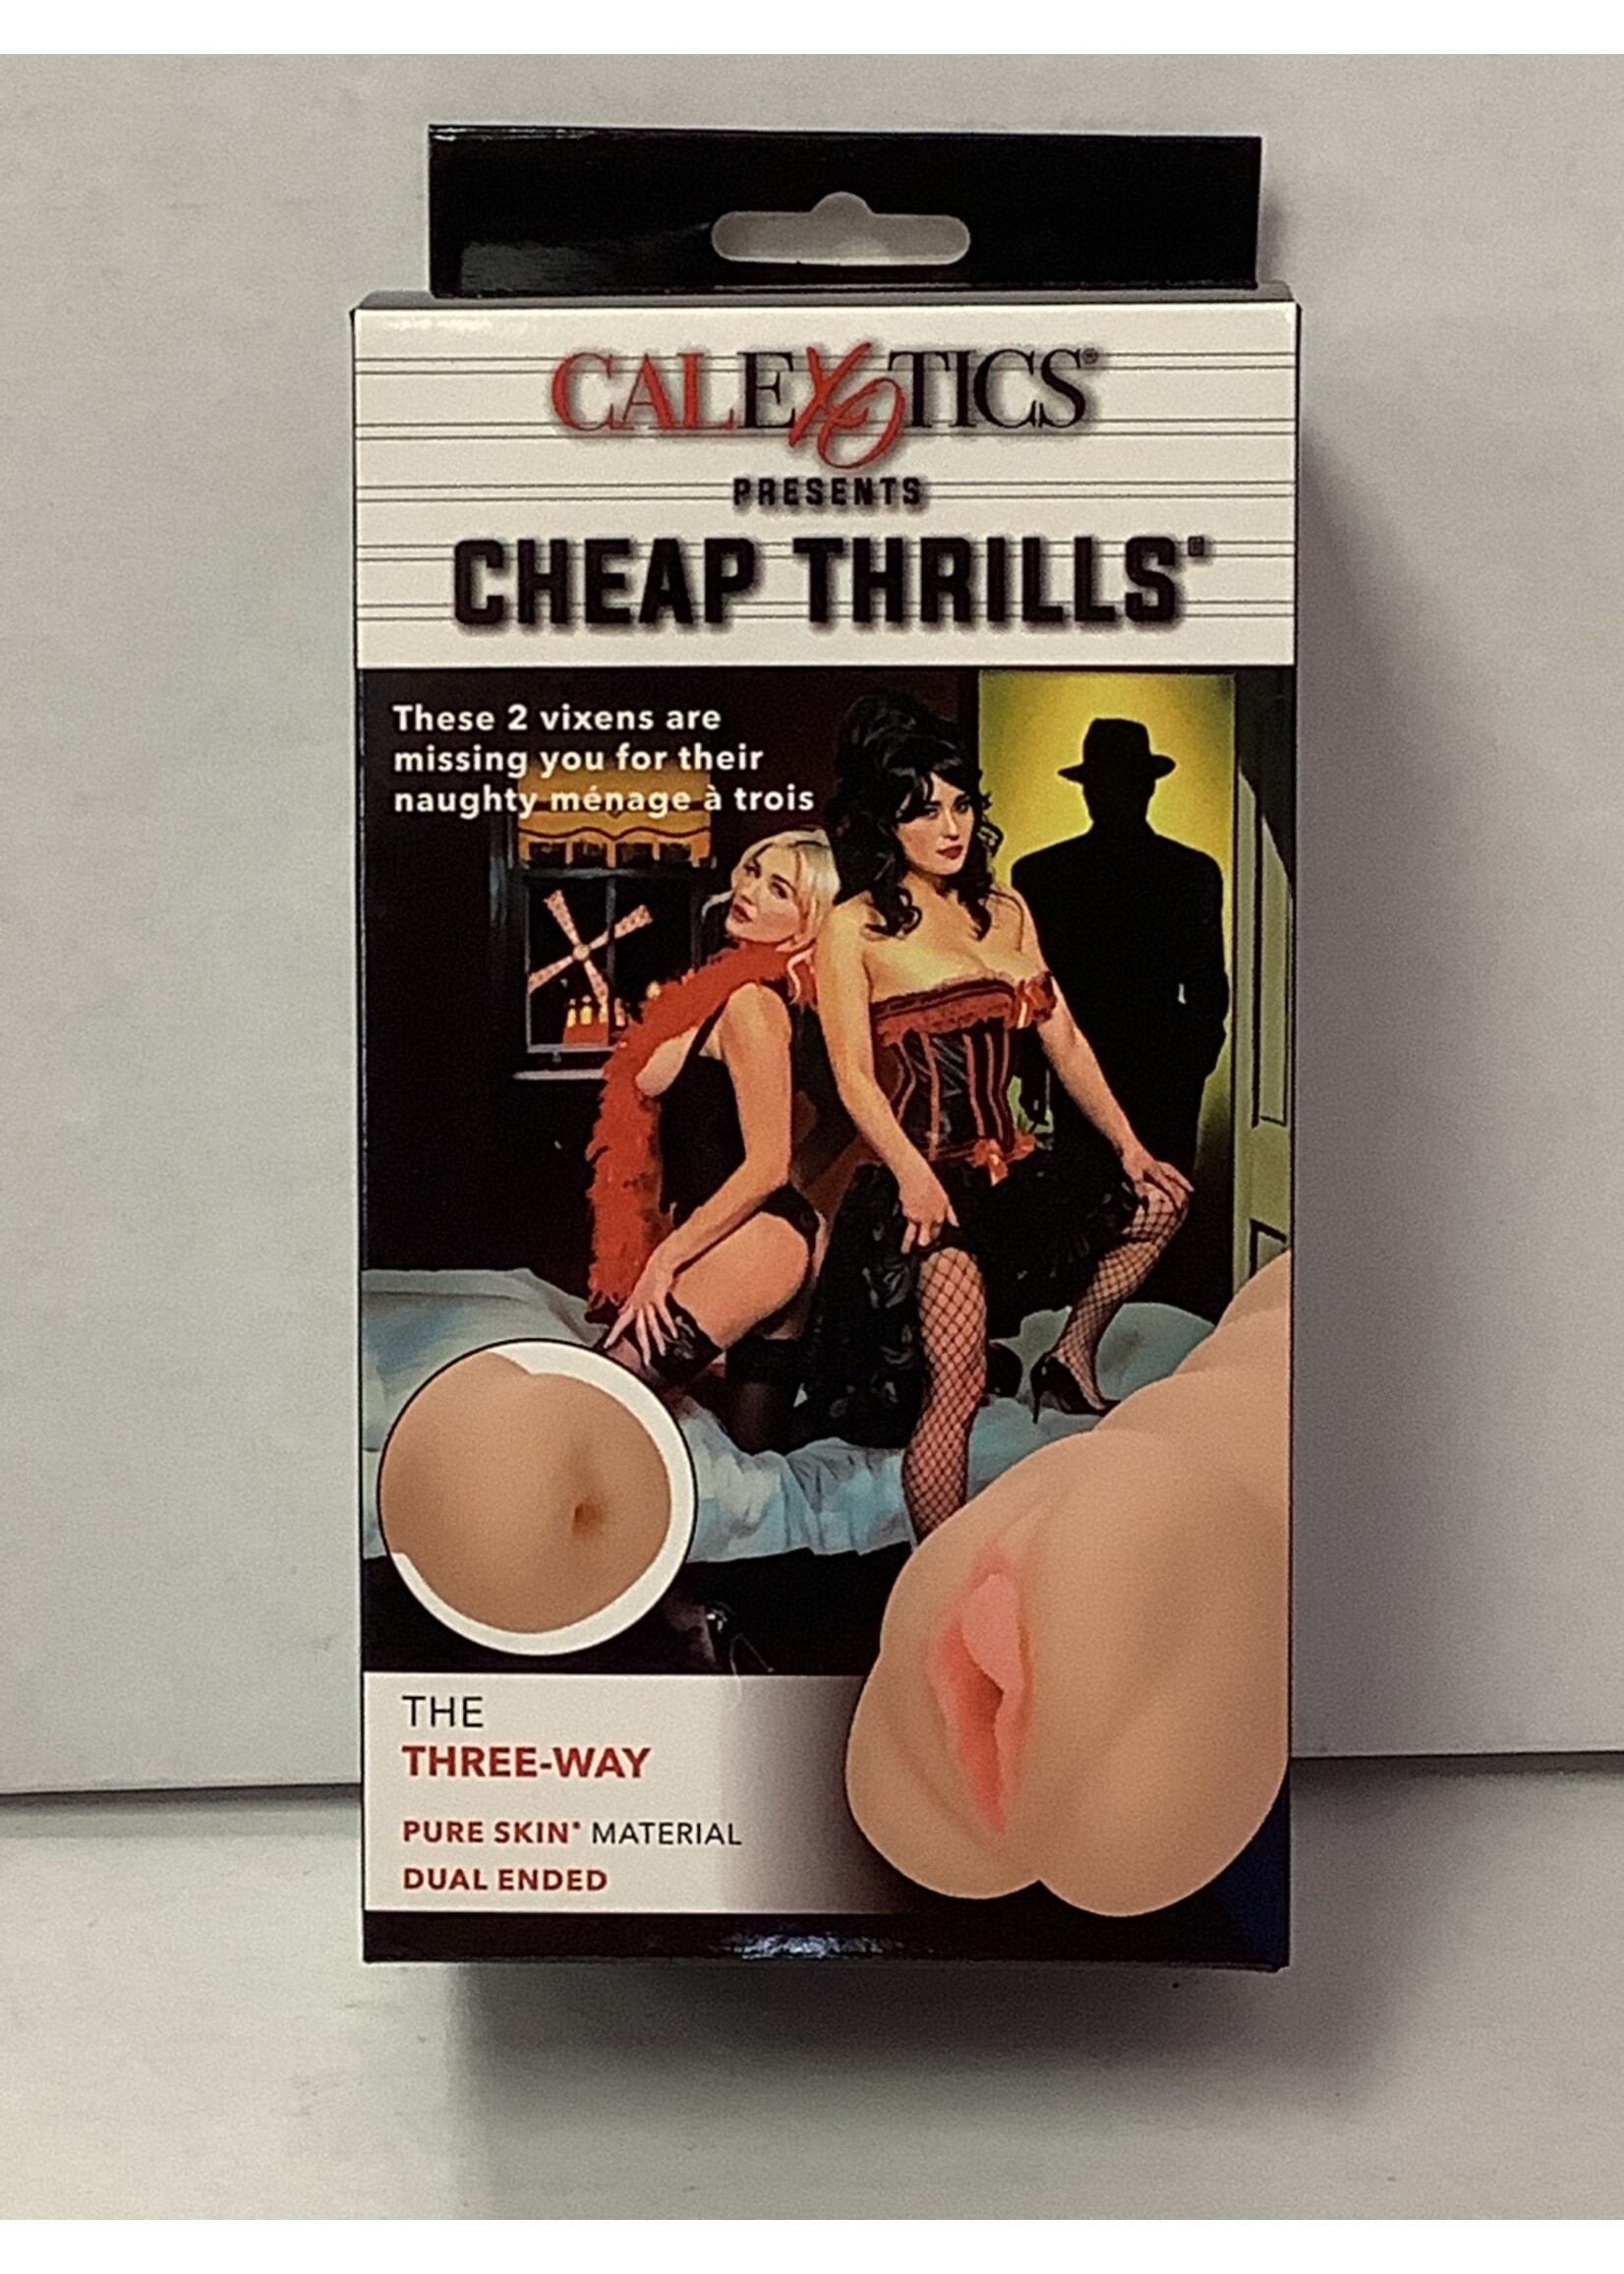 CALEXOTICS®
PRESENTS
CHEAP THRILLS®
These 2 vixens are
missing you for their
naughty ménage à trois
THE
THREE-WAY
PURE SKIN® MATERIAL
DUAL ENDED